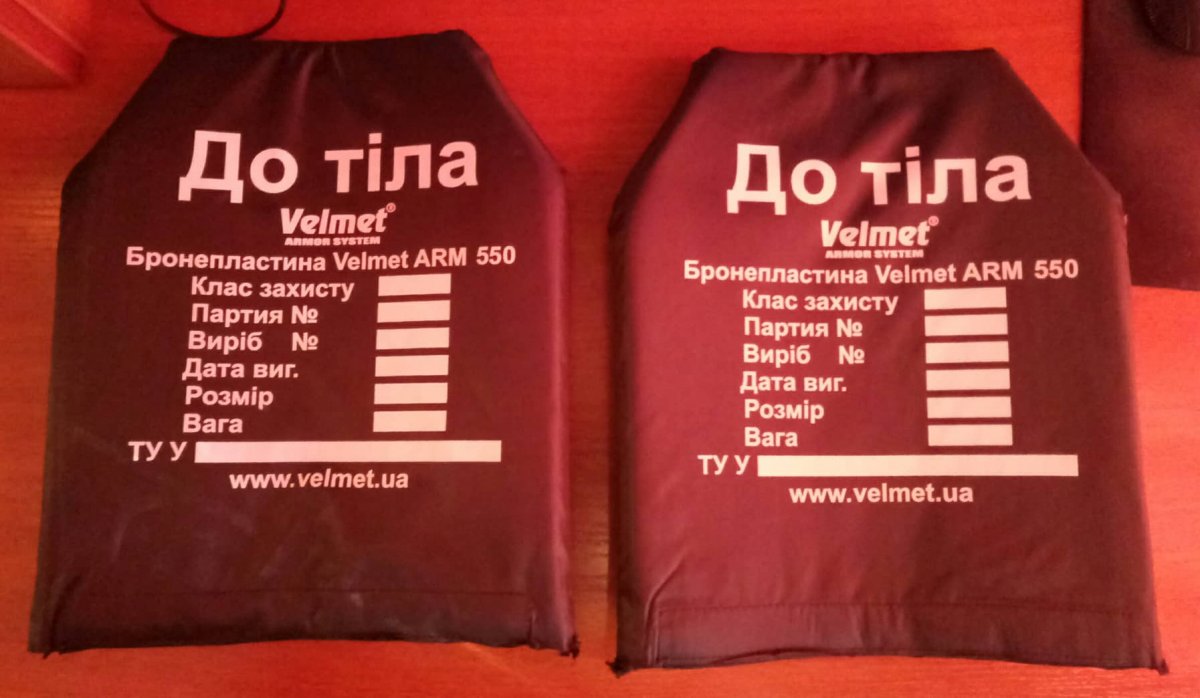 До тіла
Velmet®
ARMOR SYSTEM
Бронепластина Velmet ARM 550
Клас захисту
Партия №
Виріб №
Дата виг.
Розмір
Вага
ТУ У
www.velmet.ua
До тіла
Velmet®
ARMOR SYSTEM
Бронепластина Velmet ARM 550
Клас захисту
Партия №
Виріб №
Дата виг.
Розмір
Вага
ТУ У
www.velmet.ua